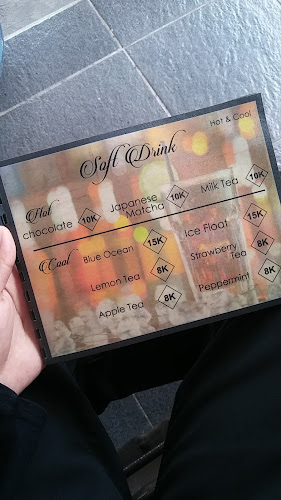 Soft Drink
Hot & Cool
Hot
chocolate 10K
Japanese
Matcha 10K
Milk Tea 10K
Cool
Blue Ocean 15K
Ice Float 15K
Lemon Tea 8K
Strawberry
Tea 8K
Apple Tea 8K
Peppermint 8K